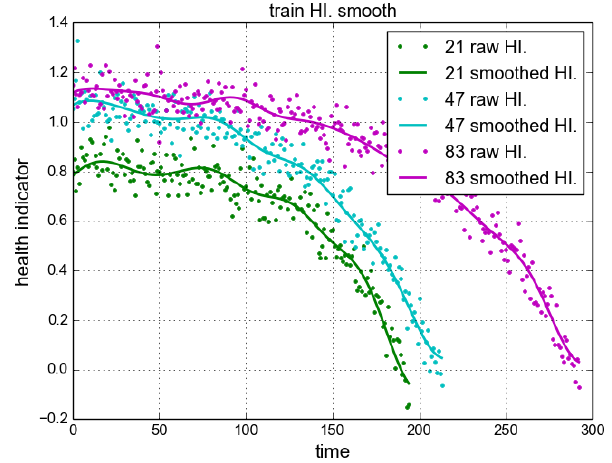 train HI. smooth
1.4
1.2
1.0
0.8
0.6
0.4
0.2
0.0
−0.2
health indicator
21 raw HI.
21 smoothed HI.
47 raw HI.
47 smoothed HI.
83 raw HI.
83 smoothed HI.
0 50 100 150 200 250 300
time